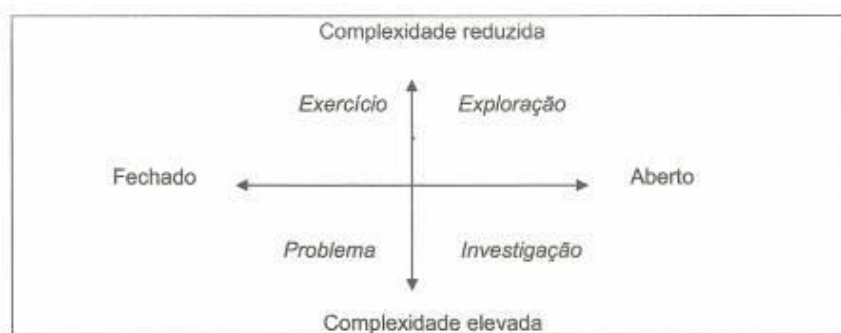 Complexidade reduzida
Exercício Exploração
Fechado Aberto
Problema Investigação
Complexidade elevada